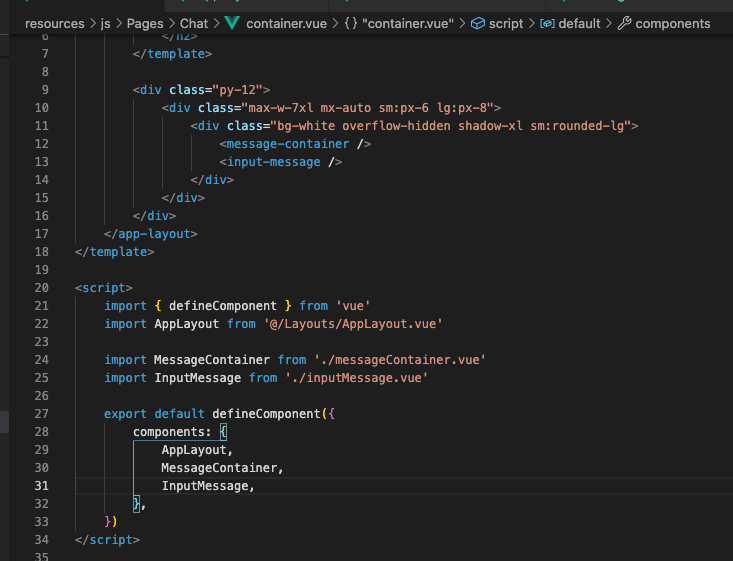 resources > js > Pages > Chat > container.vue > {} "container.vue" > script > default > components
6 </h2>
7 </template>
8
9 <div class="py-12">
10 <div class="max-w-7xl mx-auto sm:px-6 lg:px-8">
11 <div class="bg-white overflow-hidden shadow-xl sm:rounded-lg">
12 <message-container />
13 <input-message />
14 </div>
15 </div>
16 </div>
17 </app-layout>
18 </template>
19
20 <script>
21 import { defineComponent } from 'vue'
22 import AppLayout from '@/Layouts/AppLayout.vue'
23
24 import MessageContainer from './messageContainer.vue'
25 import InputMessage from './inputMessage.vue'
26
27 export default defineComponent({
28 components: {
29 AppLayout,
30 MessageContainer,
31 InputMessage,
32 },
33 })
34 </script>
35